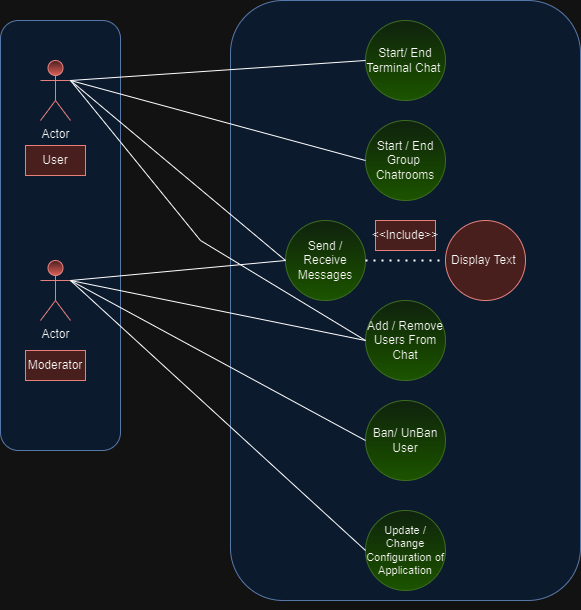 Actor
User
Actor
Moderator
Start/ End
Terminal Chat
Start / End
Group
Chatrooms
Send /
Receive
Messages
<<Include>>
Display Text
Add / Remove
Users From
Chat
Ban/ UnBan
User
Update /
Change
Configuration of
Application